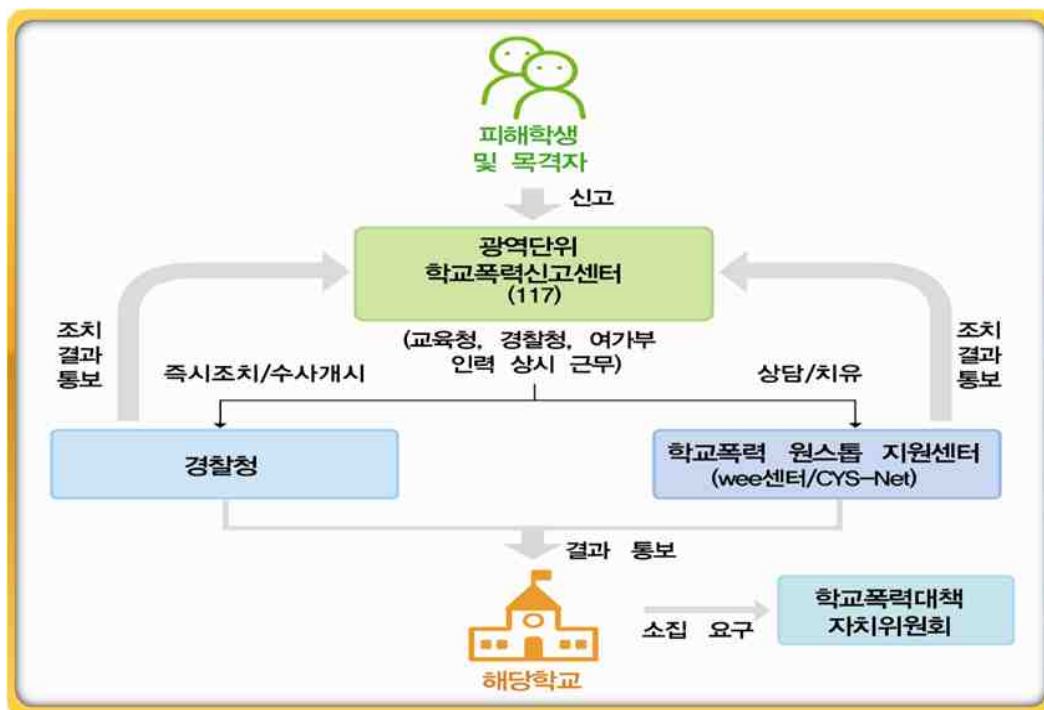 피해학생
및 목격자
신고
광역단위
학교폭력신고센터
(117)
(교육청, 경찰청, 여가부
인력 상시 근무)
조치
결과
통보
즉시조치/수사개시
상담/치유
조치
결과
통보
경찰청
학교폭력 원스톱 지원센터
(wee센터/CYS-Net)
결과 통보
해당학교
소집 요구
학교폭력대책
자치위원회